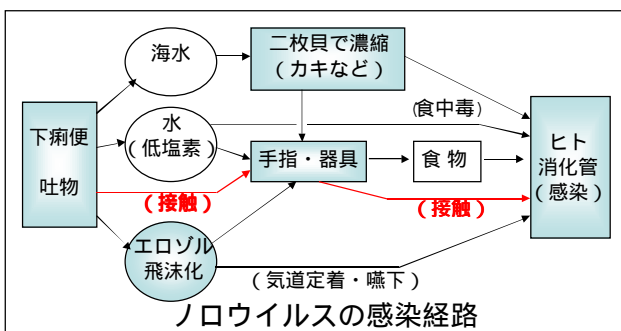 海水
二枚貝で濃縮
(カキなど)
(食中毒)
下痢便
吐物
水
(低塩素)
手指・器具
食 物
ヒト
消化管
(感染)
(接触)
(接触)
エロゾル
飛沫化
(気道定着・嚥下)
ノロウイルスの感染経路